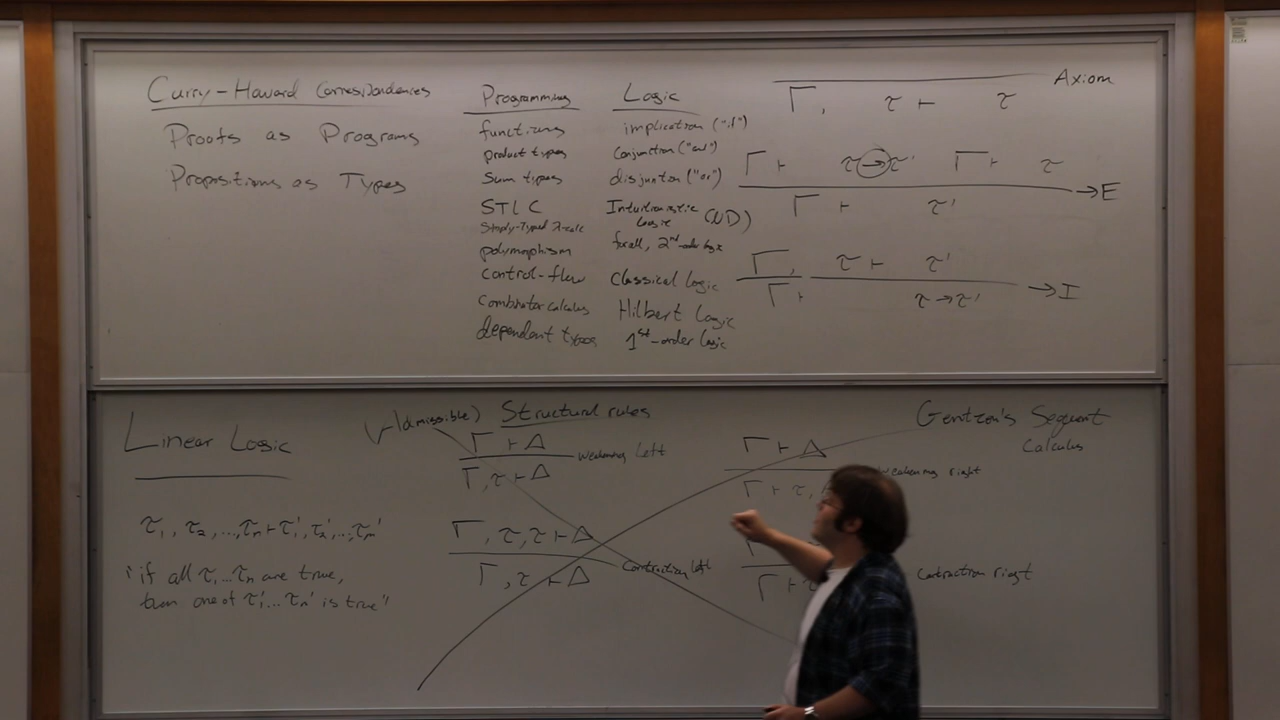 Curry-Howard Correspondences
Proofs as Programs
Propositions as Types
Programming
functions
product types
Sum types
STLC
Simply-Typed λ-calc
polymorphism
control-flow
Combinator calculus
dependent types
Logic
implication ("if")
Conjunction ("and")
disjuntion ("or")
Intuitionistic Logic (ND)
forall, 2nd-order logic
Classical logic
Hilbert Logic
1st-order logic
Γ, τ ⊢ τ Axiom
Γ ⊢ τ → τ' Γ ⊢ τ
Γ ⊢ τ' → E
Γ, τ ⊢ τ'
Γ ⊢ τ → τ' → I
Linear Logic
τ₁, τ₂, ..., τₙ ⊢ τ₁', τ₂', ..., τₘ'
"if all τ₁...τₙ are true,
then one of τ₁'...τₘ' is true"
(admissible) Structural rules
Γ ⊢ Δ
Γ, τ ⊢ Δ weakening left
Γ, τ, τ ⊢ Δ
Γ, τ ⊢ Δ Contraction left
Gentzen's Sequent
Calculus
Γ ⊢ Δ
Γ ⊢ τ, weakening right
Γ
Γ ⊢ τ Contraction right